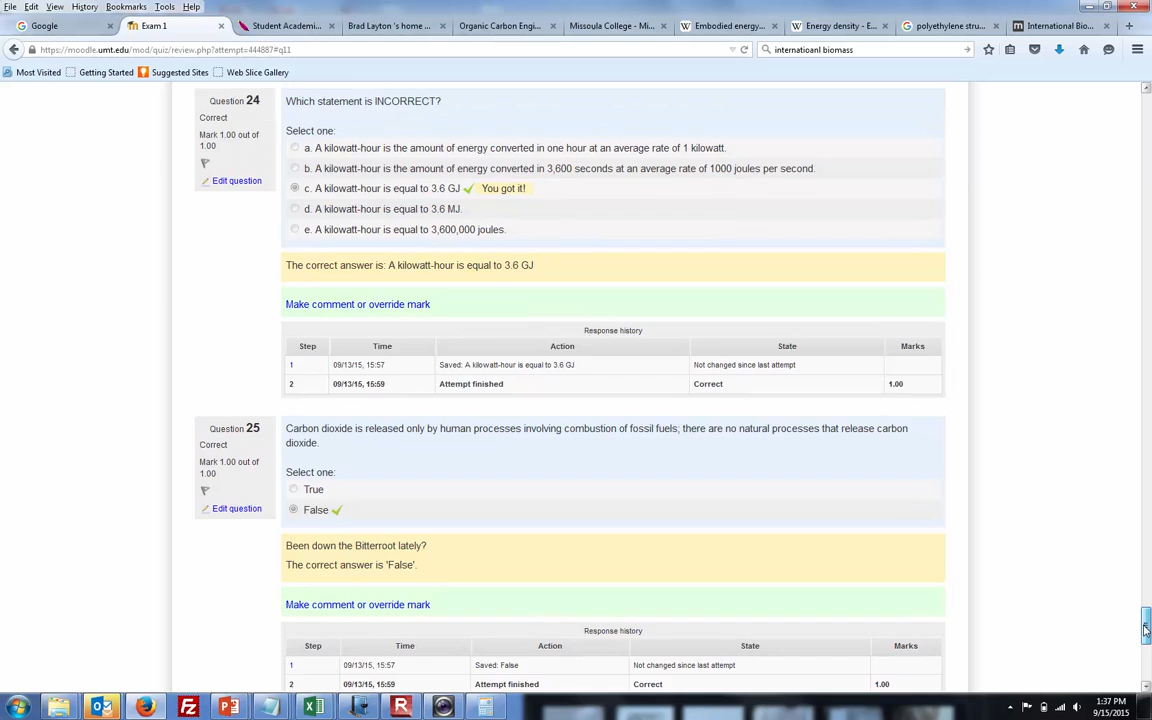 File Edit View History Bookmarks Tools Help
Google × Exam 1 × Student Academi... × Brad Layton 's home ... × Organic Carbon Engi... × Missoula College - Mi... × Embodied energy... × Energy density - E... × polyethylene stru... × International Bio... × +
https://moodle.umt.edu/mod/quiz/review.php?attempt=444887#q11 internatioanl biomass
Most Visited Getting Started Suggested Sites Web Slice Gallery
Question 24
Correct
Mark 1.00 out of
1.00
Edit question
Which statement is INCORRECT?
Select one:
a. A kilowatt-hour is the amount of energy converted in one hour at an average rate of 1 kilowatt.
b. A kilowatt-hour is the amount of energy converted in 3,600 seconds at an average rate of 1000 joules per second.
c. A kilowatt-hour is equal to 3.6 GJ You got it!
d. A kilowatt-hour is equal to 3.6 MJ.
e. A kilowatt-hour is equal to 3,600,000 joules.
The correct answer is: A kilowatt-hour is equal to 3.6 GJ
Make comment or override mark
Response history
Step Time Action State Marks
1 09/13/15, 15:57 Saved: A kilowatt-hour is equal to 3.6 GJ Not changed since last attempt
2 09/13/15, 15:59 Attempt finished Correct 1.00
Question 25
Correct
Mark 1.00 out of
1.00
Edit question
Carbon dioxide is released only by human processes involving combustion of fossil fuels; there are no natural processes that release carbon
dioxide.
Select one:
True
False
Been down the Bitterroot lately?
The correct answer is 'False'.
Make comment or override mark
Response history
Step Time Action State Marks
1 09/13/15, 15:57 Saved: False Not changed since last attempt
2 09/13/15, 15:59 Attempt finished Correct 1.00
1:37 PM
9/15/2015